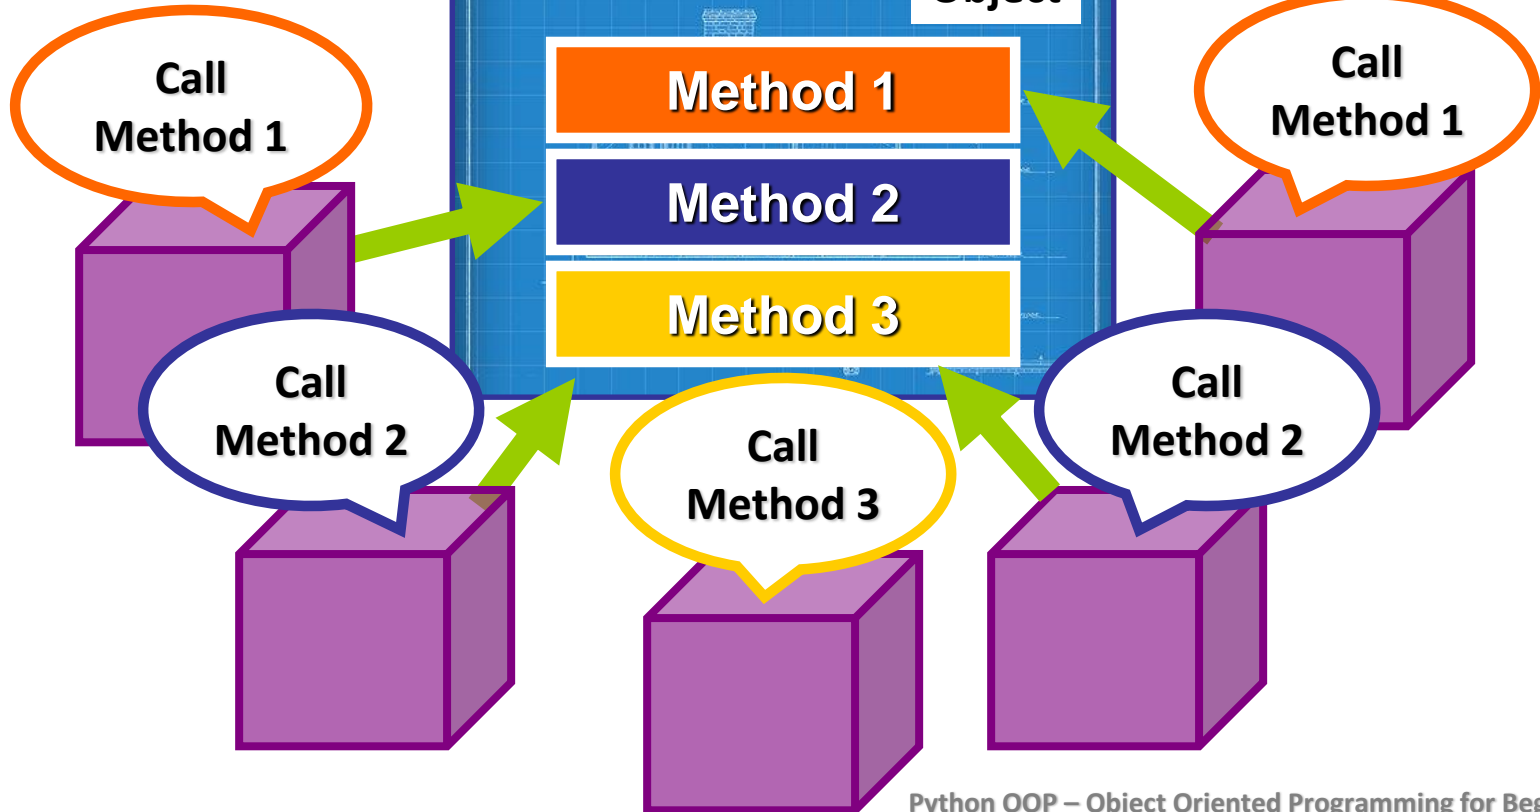 Object
Method 1
Method 2
Method 3
Call
Method 1
Call
Method 1
Call
Method 2
Call
Method 3
Call
Method 2
Python OOP – Object Oriented Programming for